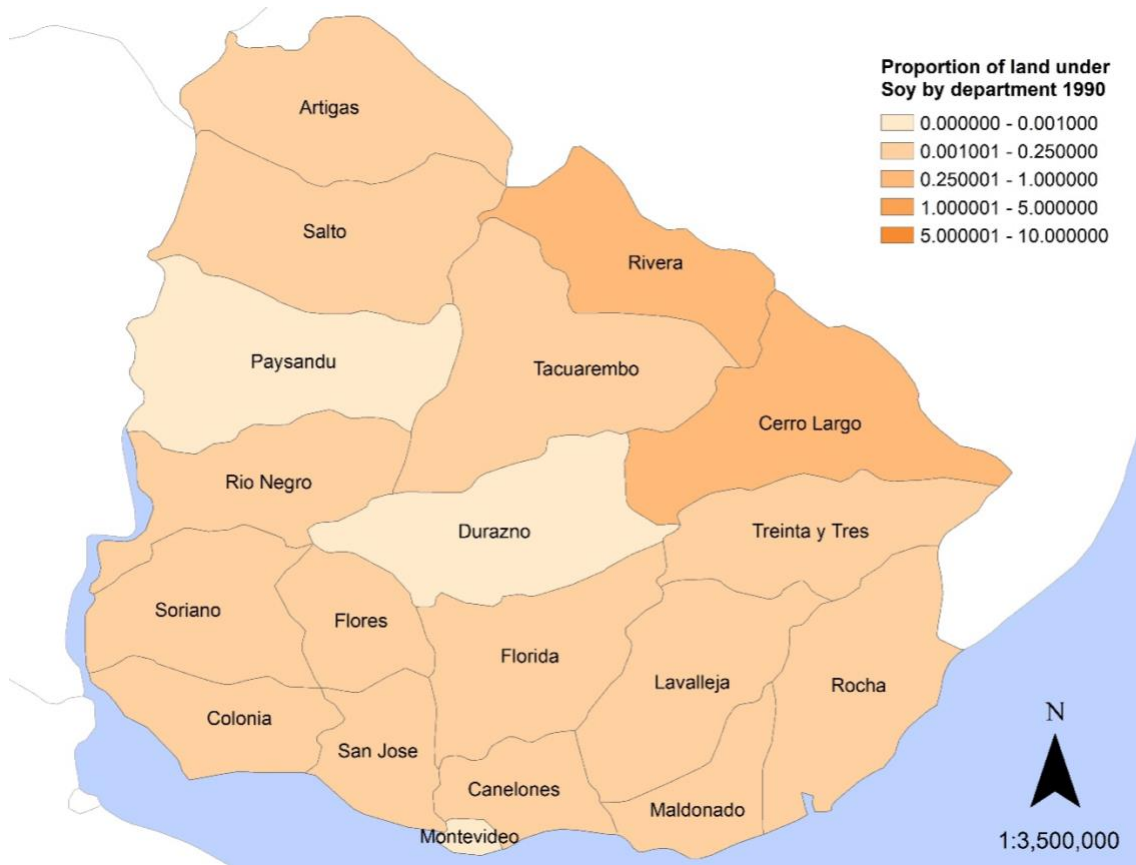 Proportion of land under
Soy by department 1990
0.000000 - 0.001000
0.001001 - 0.250000
0.250001 - 1.000000
1.000001 - 5.000000
5.000001 - 10.000000
Artigas
Salto
Rivera
Paysandu
Tacuarembo
Cerro Largo
Rio Negro
Durazno
Treinta y Tres
Soriano
Flores
Florida
Lavalleja
Rocha
Colonia
San Jose
Canelones
Maldonado
Montevideo
N
1:3,500,000